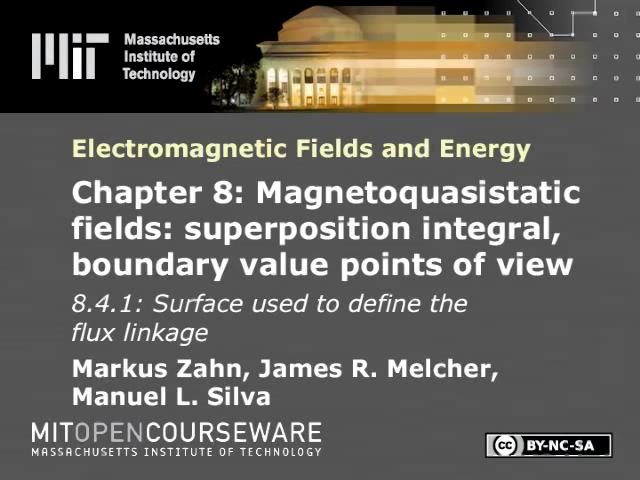 MIT
Massachusetts
Institute of
Technology
Electromagnetic Fields and Energy
Chapter 8: Magnetoquasistatic
fields: superposition integral,
boundary value points of view
8.4.1: Surface used to define the
flux linkage
Markus Zahn, James R. Melcher,
Manuel L. Silva
MITOPENCOURSEWARE
MASSACHUSETTS INSTITUTE OF TECHNOLOGY
cc BY-NC-SA